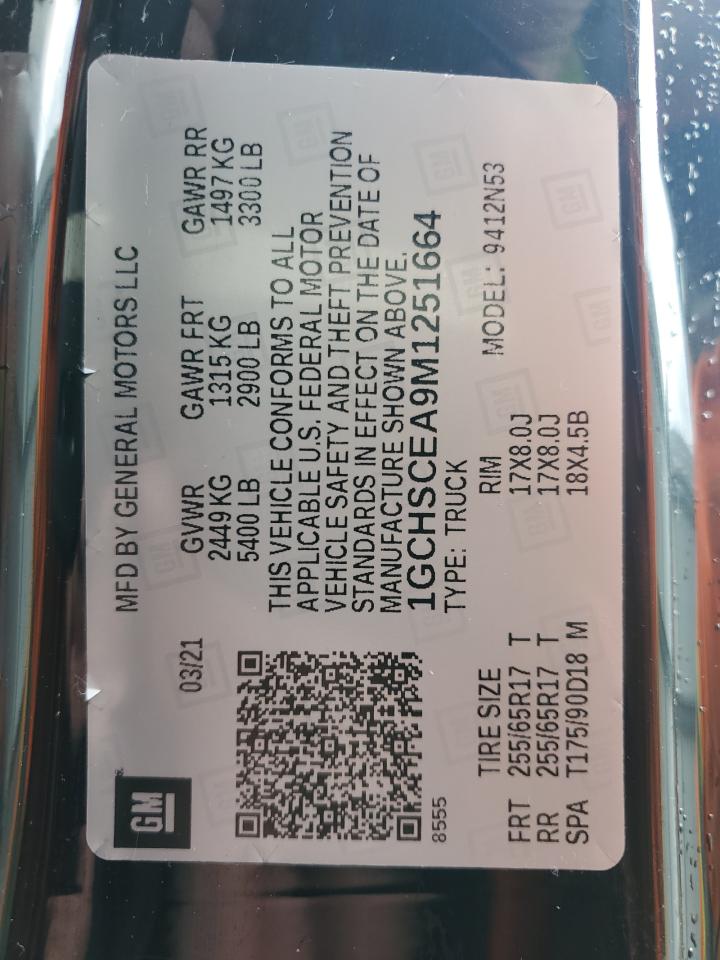 GM
MFD BY GENERAL MOTORS LLC
03/21
GVWR GAWR FRT GAWR RR
2449 KG 1315 KG 1497 KG
5400 LB 2900 LB 3300 LB
THIS VEHICLE CONFORMS TO ALL
APPLICABLE U.S. FEDERAL MOTOR
VEHICLE SAFETY AND THEFT PREVENTION
STANDARDS IN EFFECT ON THE DATE OF
MANUFACTURE SHOWN ABOVE.
1GCHSCEA9M1251664
8555
TYPE: TRUCK
TIRE SIZE RIM MODEL: 9412N53
FRT 255/65R17 T 17X8.0J
RR 255/65R17 T 17X8.0J
SPA T175/90D18 M 18X4.5B